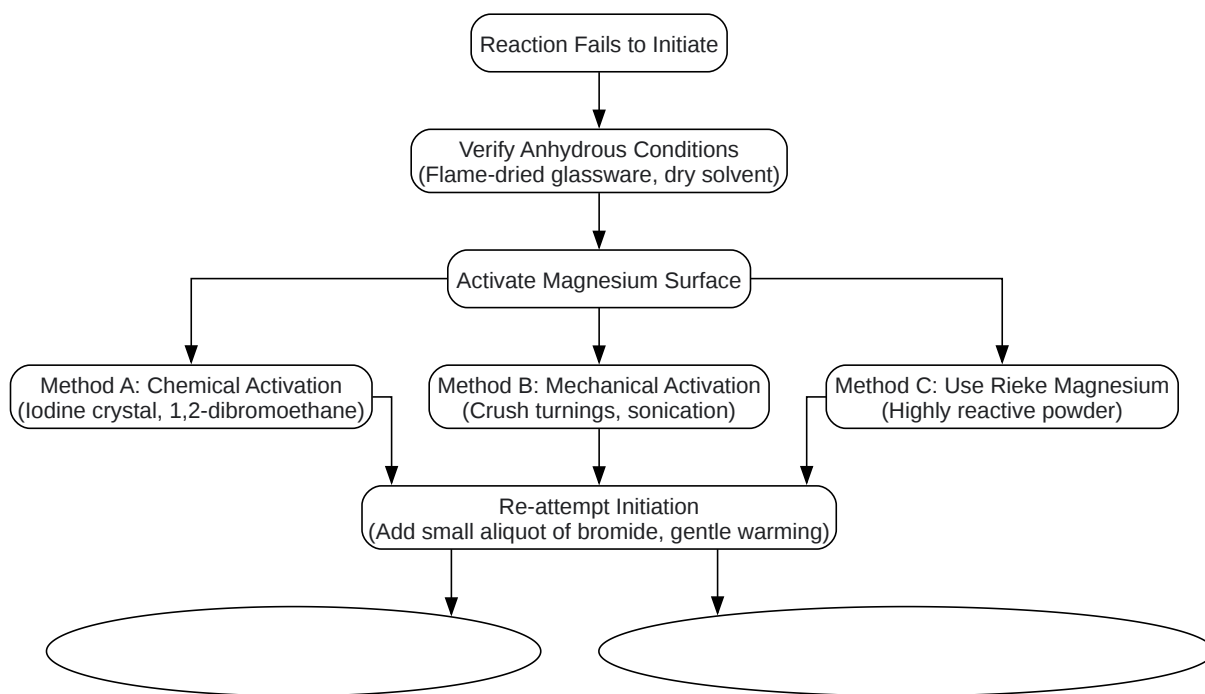 Reaction Fails to Initiate
Verify Anhydrous Conditions
(Flame-dried glassware, dry solvent)
Activate Magnesium Surface
Method A: Chemical Activation
(Iodine crystal, 1,2-dibromoethane)
Method B: Mechanical Activation
(Crush turnings, sonication)
Method C: Use Rieke Magnesium
(Highly reactive powder)
Re-attempt Initiation
(Add small aliquot of bromide, gentle warming)